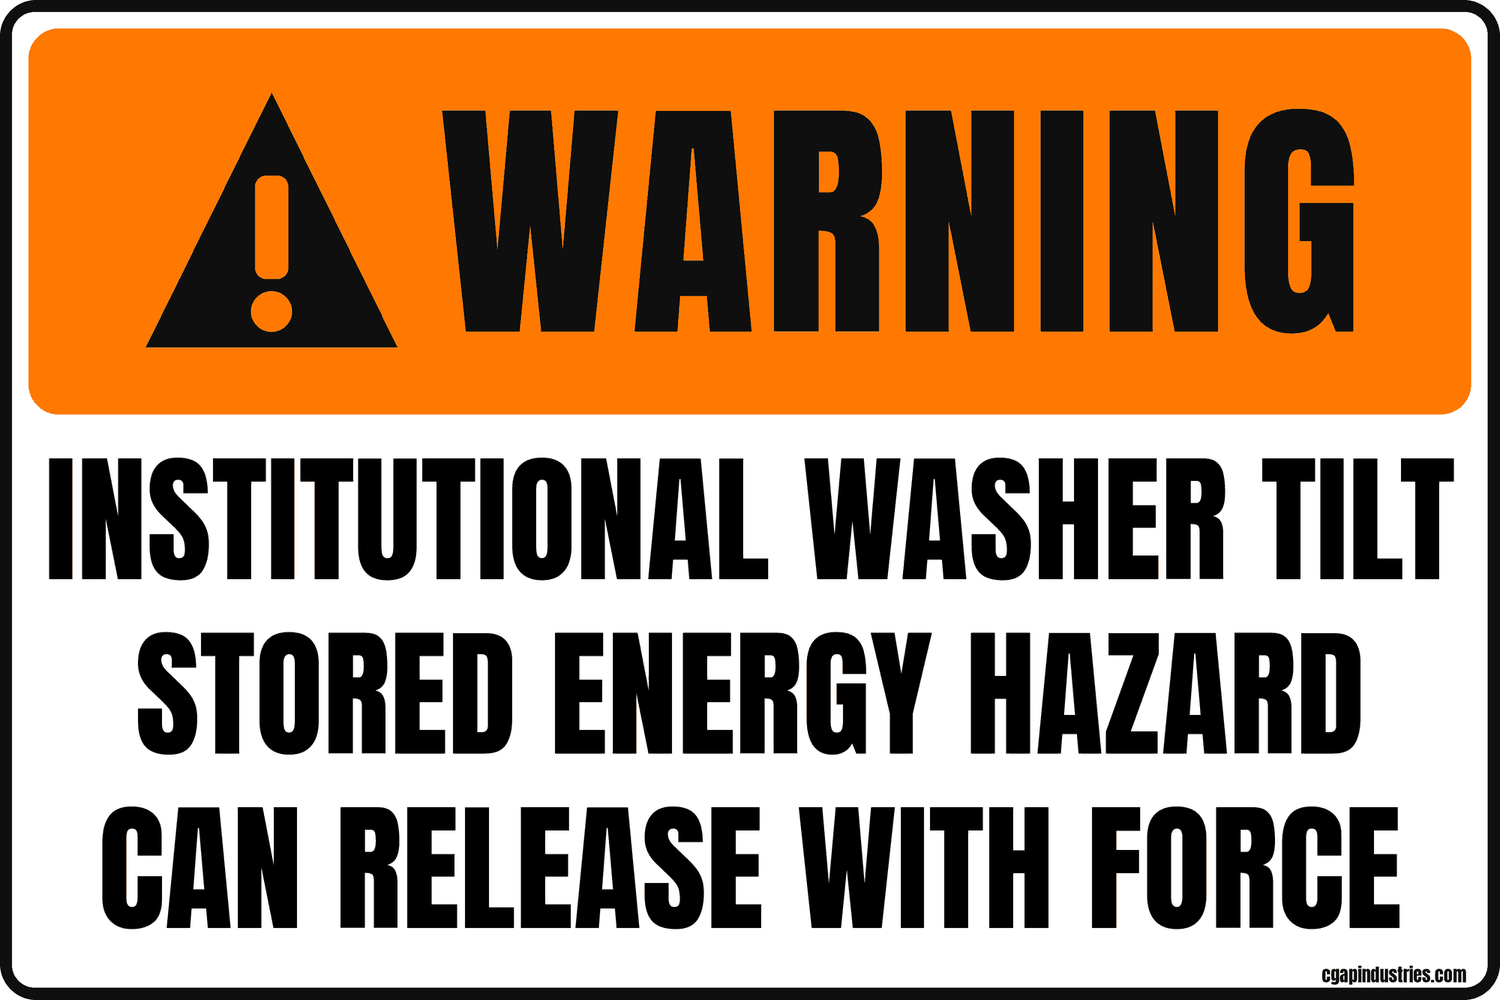 WARNING
INSTITUTIONAL WASHER TILT
STORED ENERGY HAZARD
CAN RELEASE WITH FORCE
cgapindustries.com